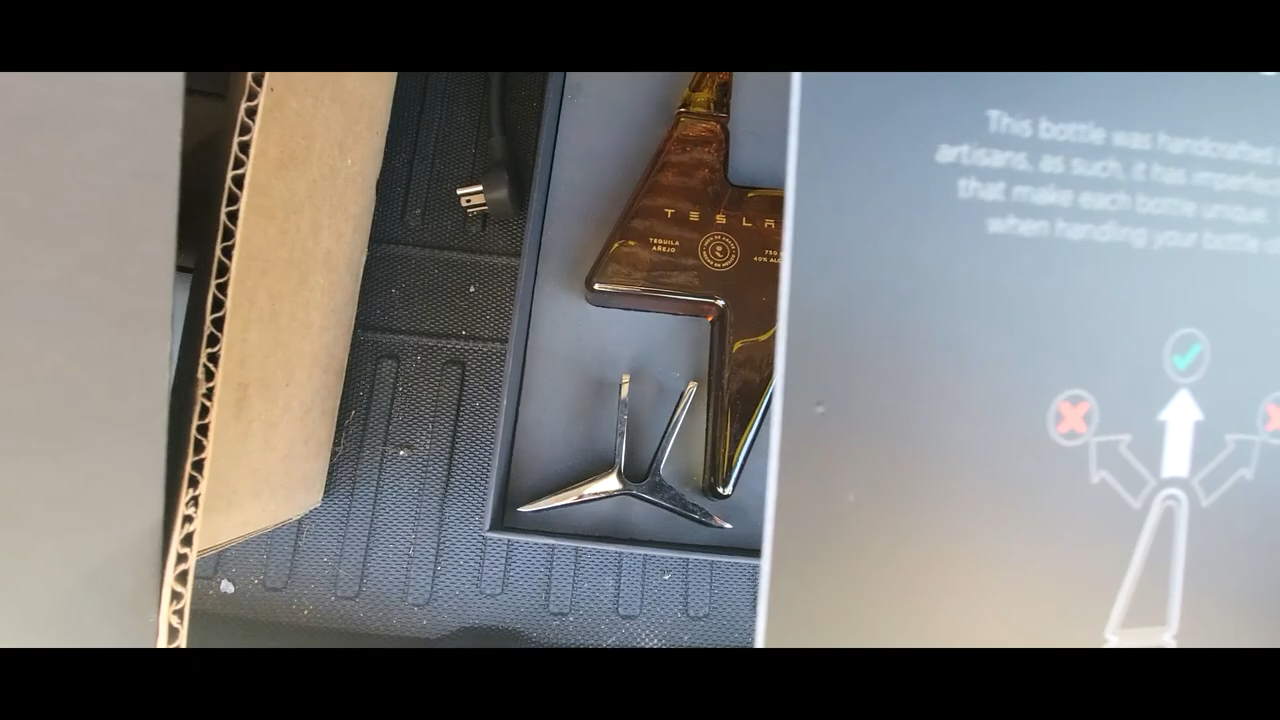 TESLA
TEQUILA
AÑEJO
750
40% ALC
This bottle was handcrafted
artisans, as such, it has imperfect
that make each bottle unique.
when handling your bottle